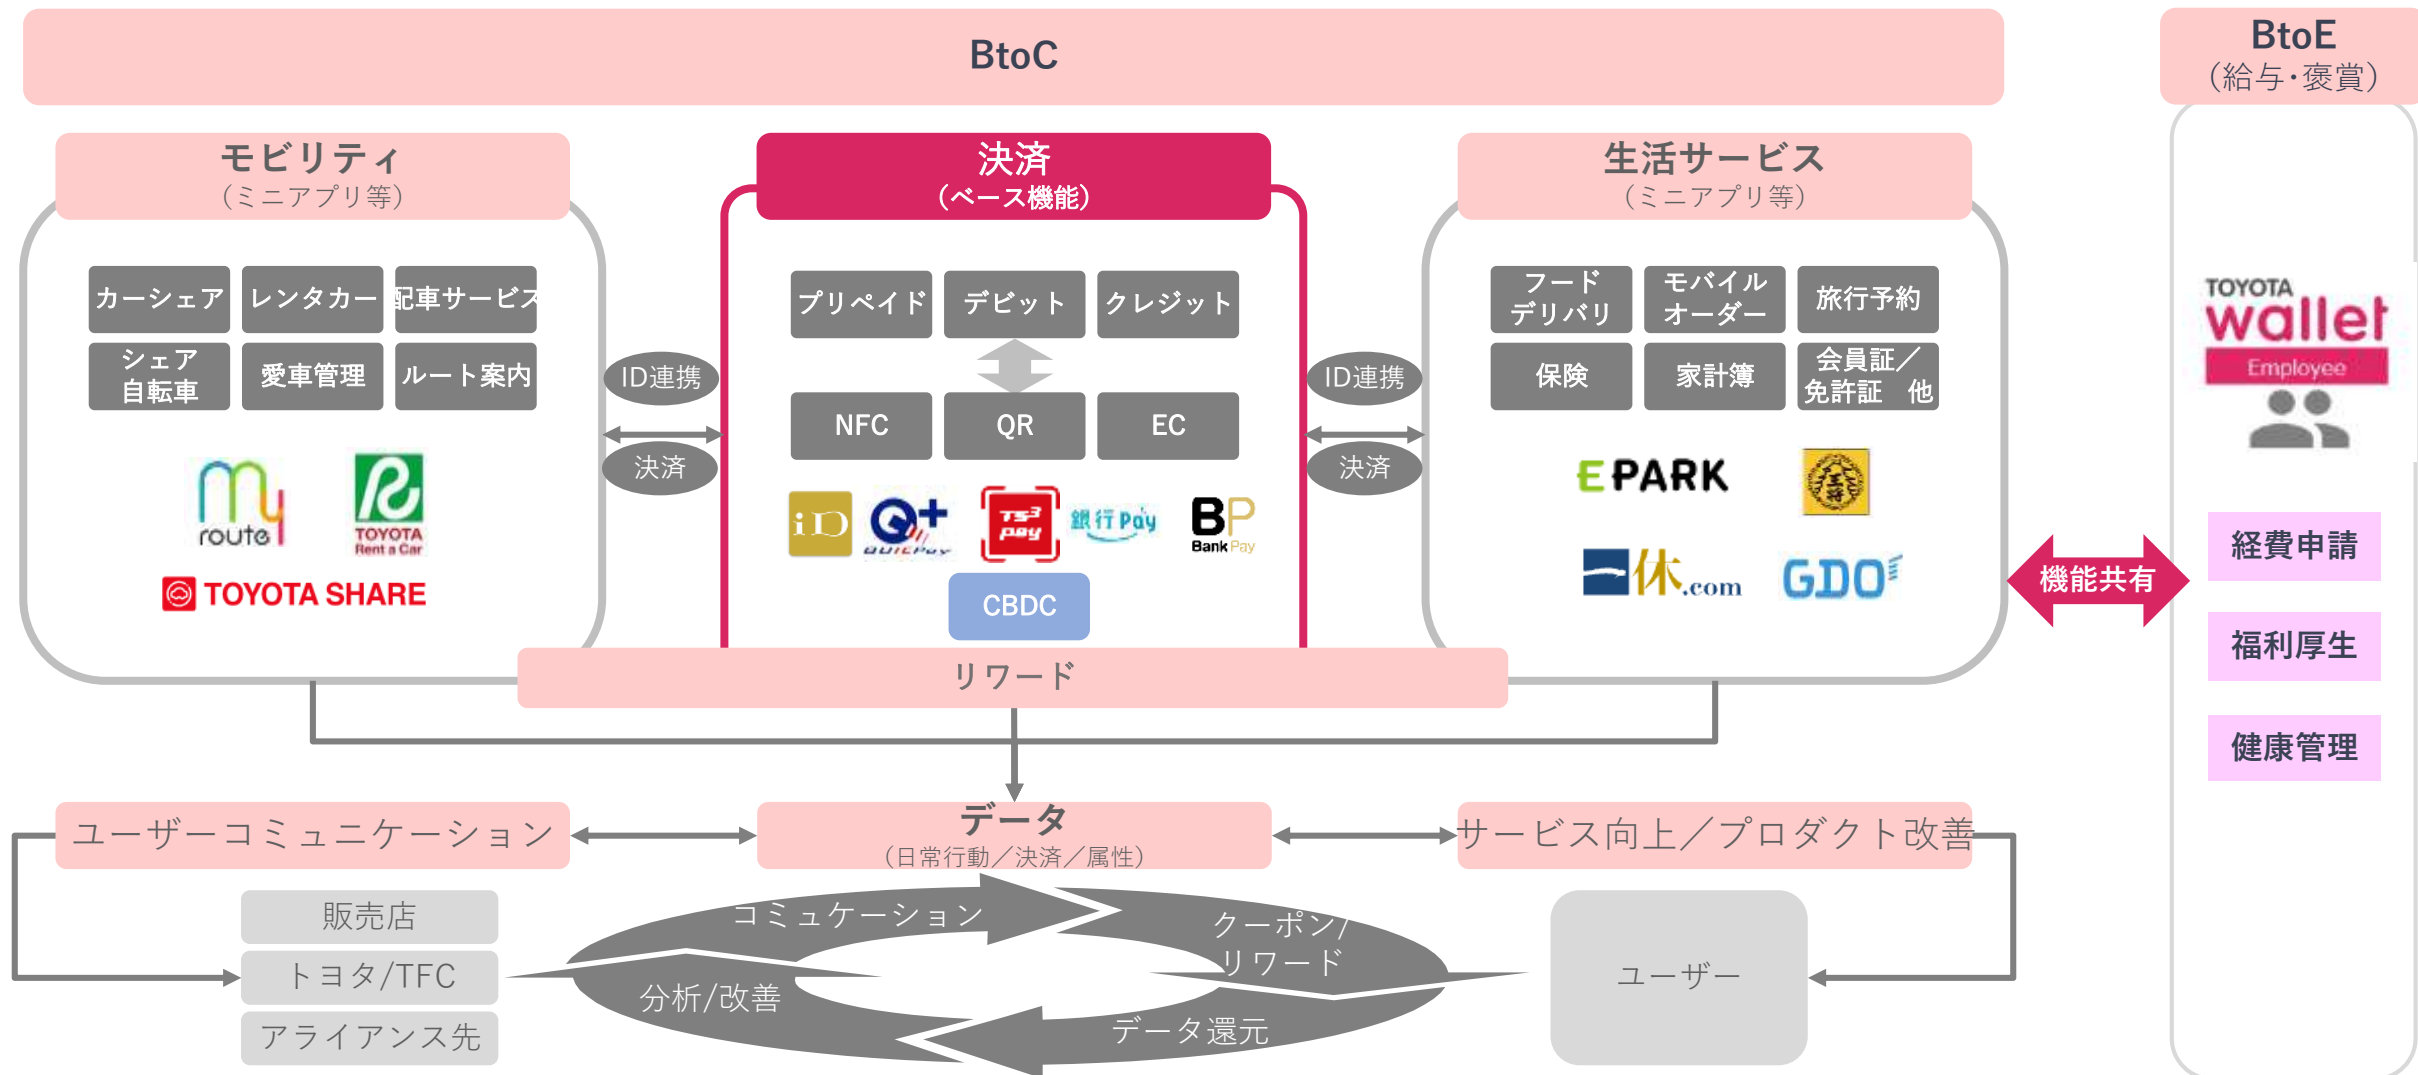 BtoC
BtoE
（給与・褒賞）
モビリティ
（ミニアプリ等）
カーシェア
レンタカー
配車サービス
シェア
自転車
愛車管理
ルート案内
my
route
TOYOTA
Rent a Car
TOYOTA SHARE
ID連携
決済
決済
（ベース機能）
プリペイド
デビット
クレジット
NFC
QR
EC
iD
Q+
QUICPay
TS³
pay
銀行Pay
BP
Bank Pay
CBDC
ID連携
決済
生活サービス
（ミニアプリ等）
フード
デリバリ
モバイル
オーダー
旅行予約
保険
家計簿
会員証／
免許証　他
EPARK
王将
一休.com
GDO
リワード
機能共有
TOYOTA
wallet
Employee
経費申請
福利厚生
健康管理
ユーザーコミュニケーション
データ
（日常行動／決済／属性）
サービス向上／プロダクト改善
販売店
トヨタ/TFC
アライアンス先
コミュケーション
クーポン/
リワード
分析/改善
データ還元
ユーザー